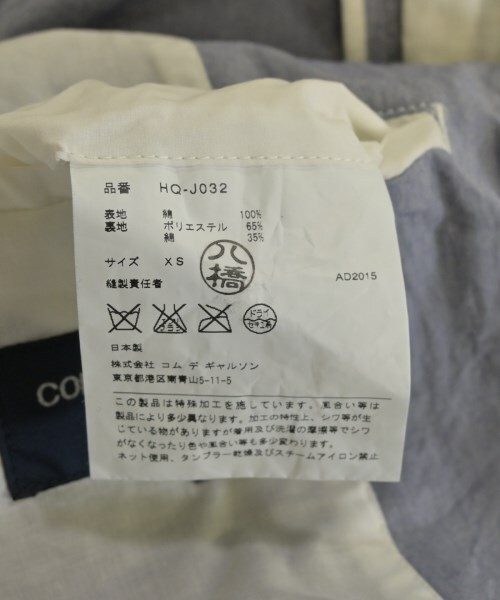 品番 HQ-J032
表地 綿 100%
裏地 ポリエステル 65%
綿 35%
サイズ XS
八橋
縫製責任者
AD2015
ドライ
セキユ系
日本製
株式会社 コム デ ギャルソン
東京都港区南青山5-11-5
この製品は特殊加工を施しています。風合い等は
製品により多少異なります。加工の特性上、シワ等が生
じている物がありますが着用及び洗濯の摩擦等でシワ
がなくなったり色や風合い等も多少変わります。
ネット使用、タンブラー乾燥及びスチームアイロン禁止
CO